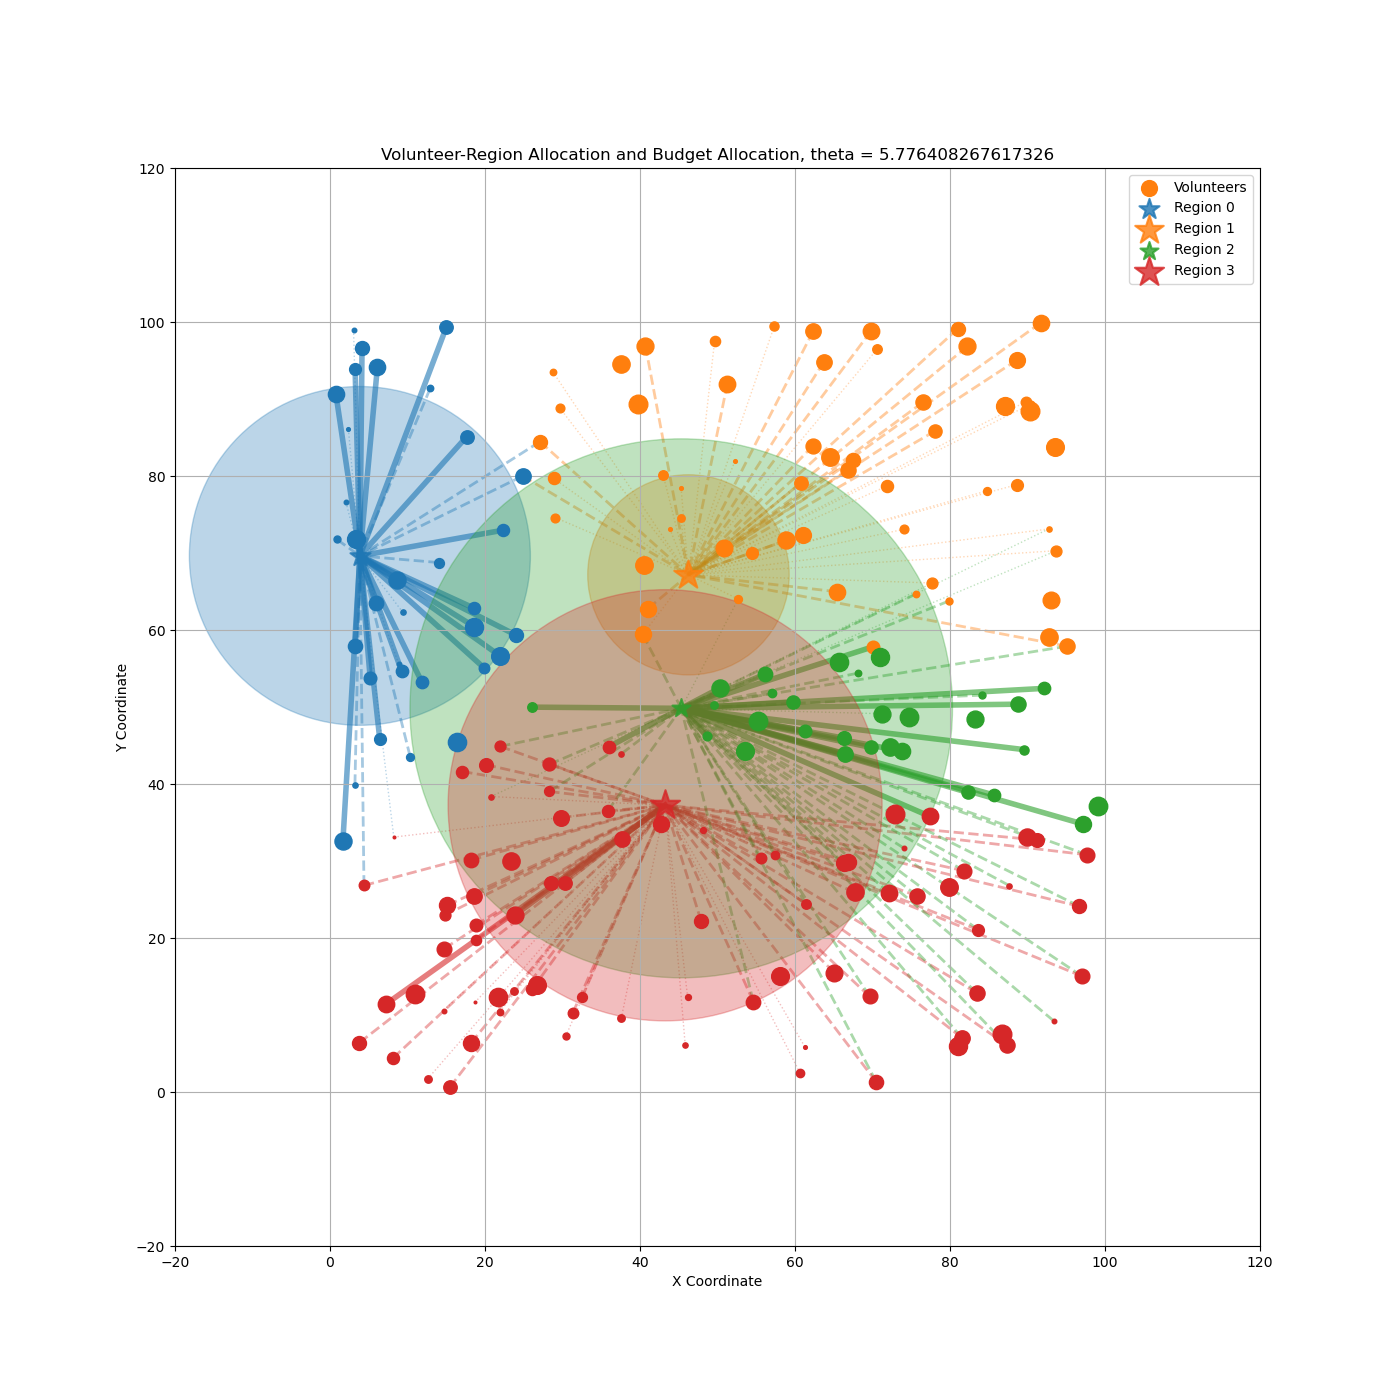 Volunteer-Region Allocation and Budget Allocation, theta = 5.776408267617326
120
100
80
60
40
20
0
−20
Y Coordinate
Volunteers
Region 0
Region 1
Region 2
Region 3
−20 0 20 40 60 80 100 120
X Coordinate